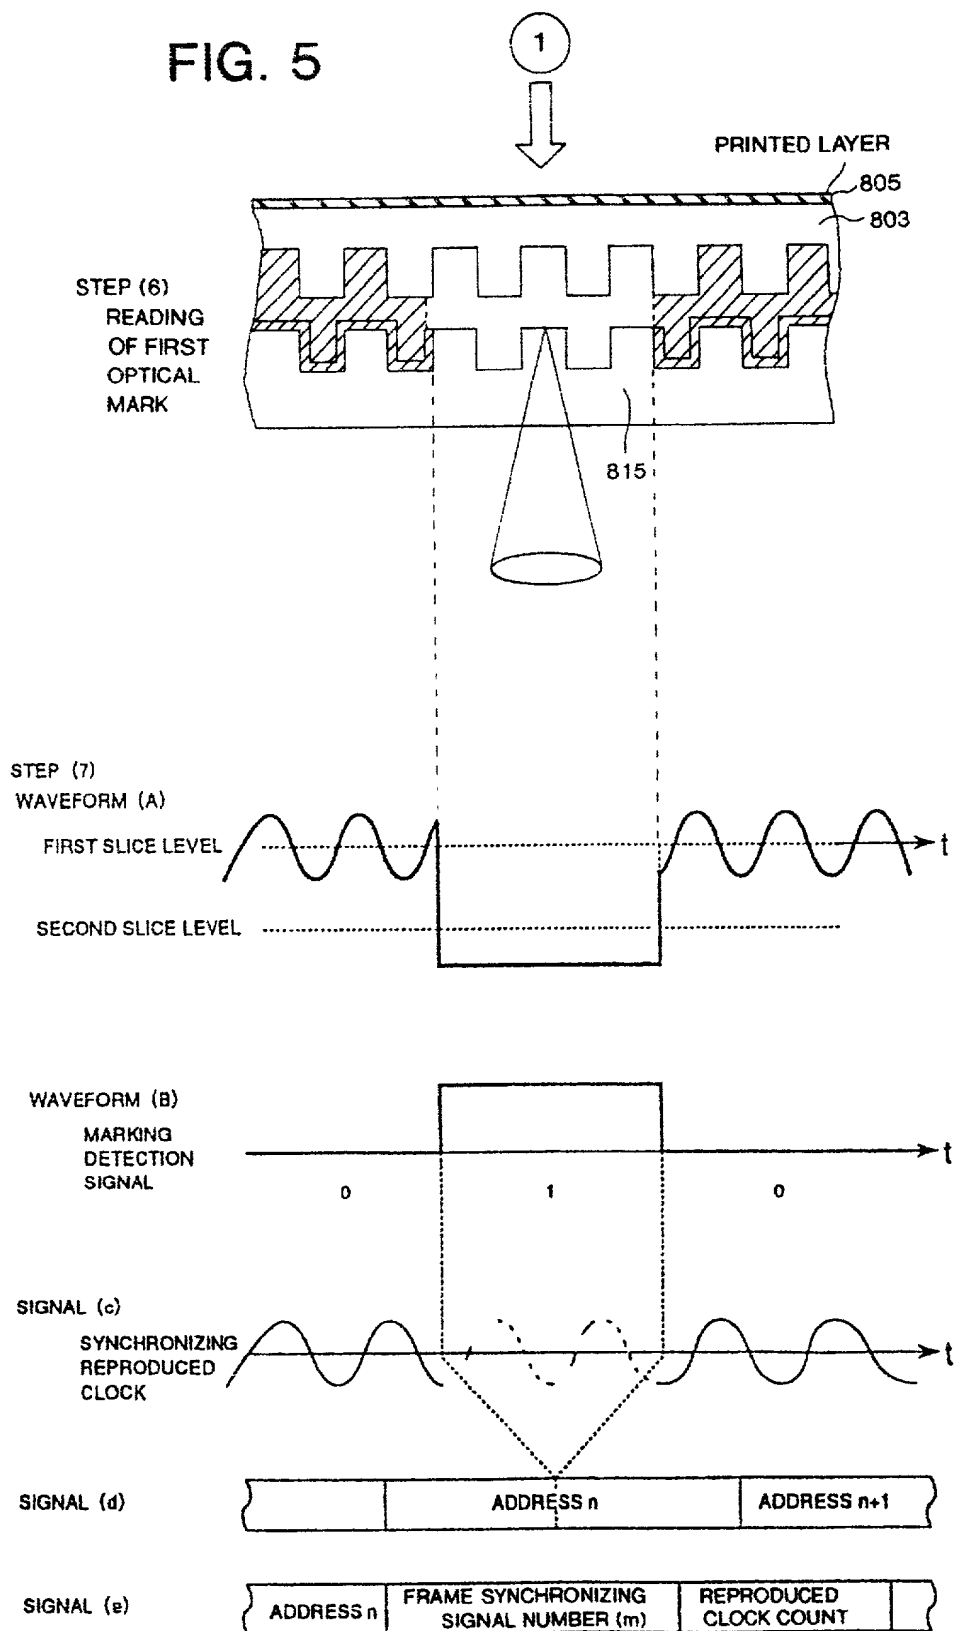 FIG. 5
1
PRINTED LAYER
805
803
STEP (6)
READING
OF FIRST
OPTICAL
MARK
815
STEP (7)
WAVEFORM (A)
FIRST SLICE LEVEL
t
SECOND SLICE LEVEL
WAVEFORM (B)
MARKING
DETECTION
SIGNAL
t
0 1 0
SIGNAL (c)
SYNCHRONIZING
REPRODUCED
CLOCK
t
SIGNAL (d)
ADDRESS n
ADDRESS n+1
SIGNAL (e)
ADDRESS n
FRAME SYNCHRONIZING
SIGNAL NUMBER (m)
REPRODUCED
CLOCK COUNT